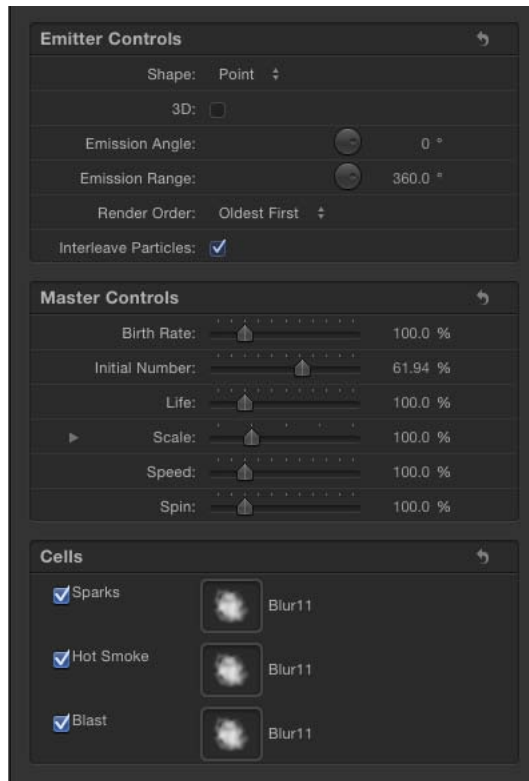 Emitter Controls
Shape: Point
3D:
Emission Angle: 0 °
Emission Range: 360.0 °
Render Order: Oldest First
Interleave Particles:
Master Controls
Birth Rate: 100.0 %
Initial Number: 61.94 %
Life: 100.0 %
Scale: 100.0 %
Speed: 100.0 %
Spin: 100.0 %
Cells
Sparks Blur11
Hot Smoke Blur11
Blast Blur11